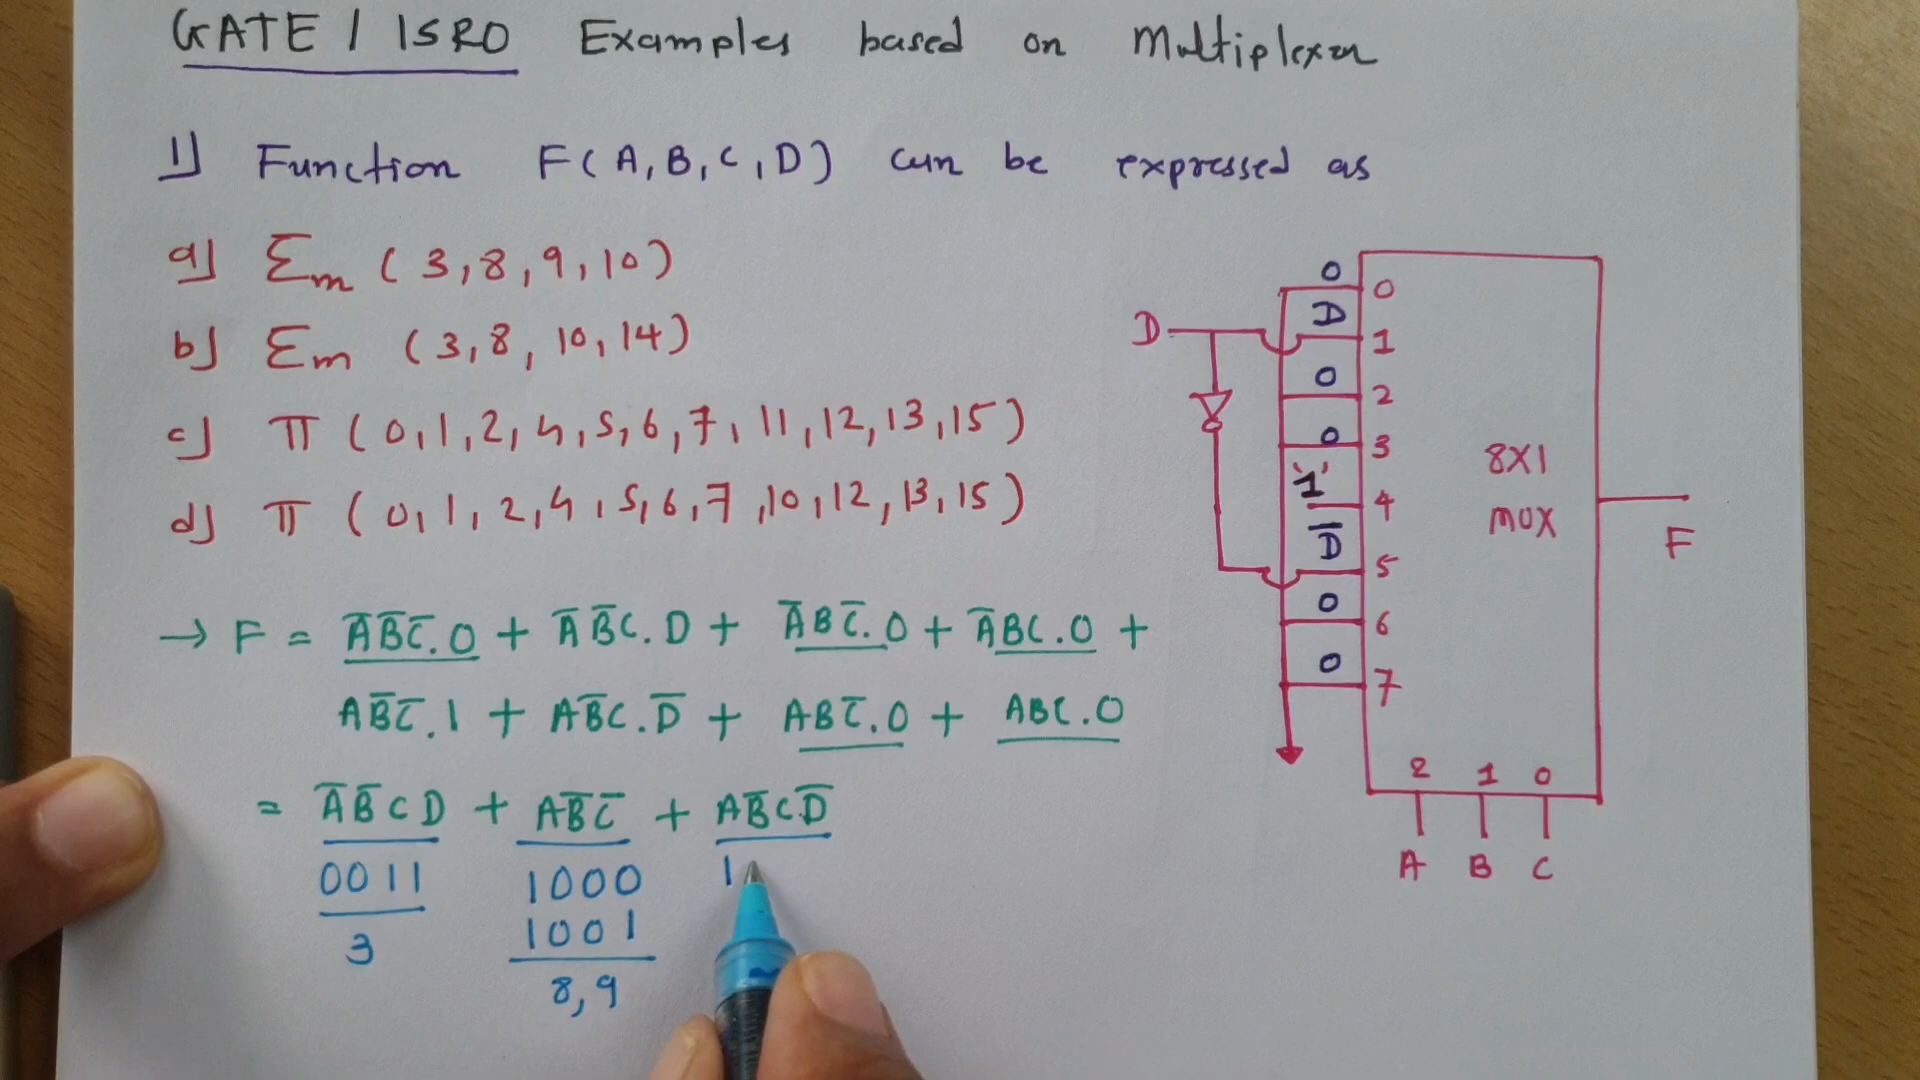 GATE / ISRO Examples based on Multiplexer
1) Function F(A,B,C,D) can be expressed as
a) Σm (3,8,9,10)
b) Σm (3,8,10,14)
c) π (0,1,2,4,5,6,7,11,12,13,15)
d) π (0,1,2,4,5,6,7,10,12,13,15)
→ F = A̅B̅C̅.0 + A̅B̅C.D + A̅BC̅.0 + A̅BC.0 +
AB̅C̅.1 + AB̅C.D̅ + ABC̅.0 + ABC.0
= A̅B̅CD + AB̅C̅ + AB̅CD̅
0011 1000 1
1001
3 8,9
D
0 0
D 1
0 2
0 3
'1' 4
D̅ 5
0 6
0 7
8X1
MUX
F
2 1 0
A B C